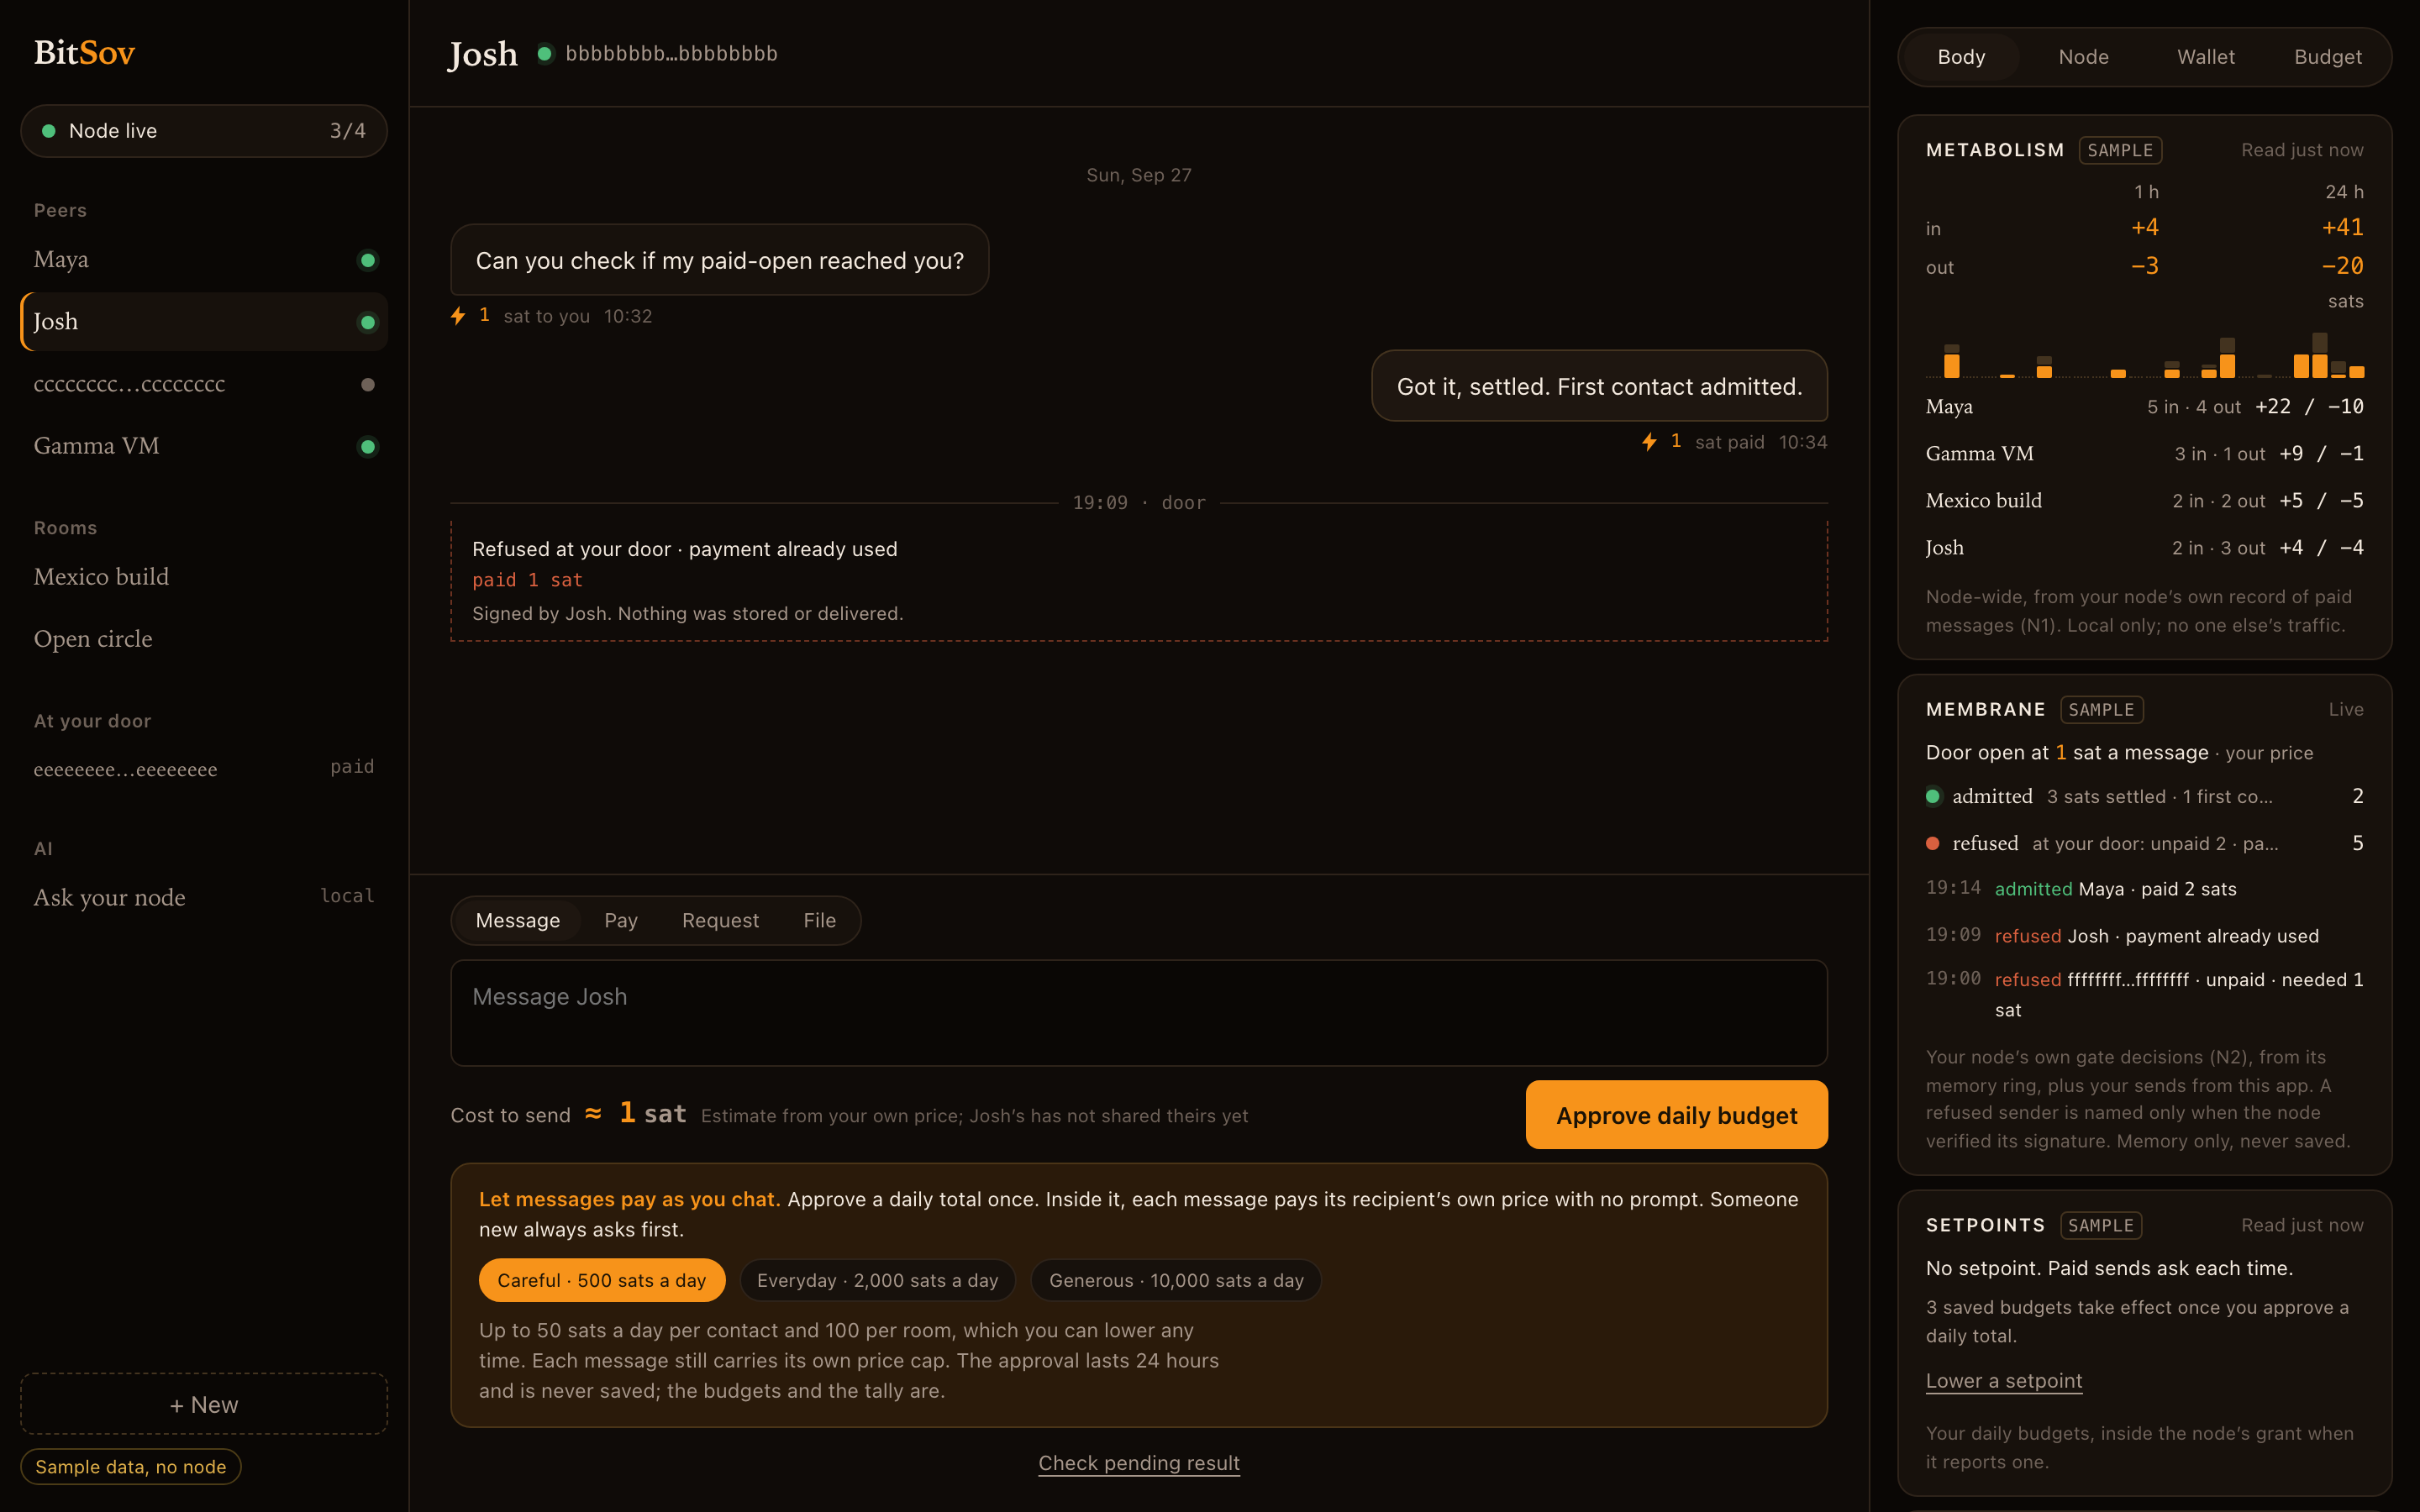 BitSov
Node live 3/4
Peers
Maya
Josh
cccccccc…cccccccc
Gamma VM
Rooms
Mexico build
Open circle
At your door
eeeeeeee…eeeeeeee paid
AI
Ask your node local
+ New
Sample data, no node
Josh bbbbbbbb…bbbbbbbb
Sun, Sep 27
Can you check if my paid-open reached you?
1 sat to you 10:32
Got it, settled. First contact admitted.
1 sat paid 10:34
19:09 · door
Refused at your door · payment already used
paid 1 sat
Signed by Josh. Nothing was stored or delivered.
Message Pay Request File
Message Josh
Cost to send ≈ 1 sat Estimate from your own price; Josh’s has not shared theirs yet
Approve daily budget
Let messages pay as you chat. Approve a daily total once. Inside it, each message pays its recipient’s own price with no prompt. Someone
new always asks first.
Careful · 500 sats a day Everyday · 2,000 sats a day Generous · 10,000 sats a day
Up to 50 sats a day per contact and 100 per room, which you can lower any
time. Each message still carries its own price cap. The approval lasts 24 hours
and is never saved; the budgets and the tally are.
Check pending result
Body Node Wallet Budget
METABOLISM SAMPLE Read just now
1 h 24 h
in +4 +41
out −3 −20
sats
Maya 5 in · 4 out +22 / −10
Gamma VM 3 in · 1 out +9 / −1
Mexico build 2 in · 2 out +5 / −5
Josh 2 in · 3 out +4 / −4
Node-wide, from your node’s own record of paid
messages (N1). Local only; no one else’s traffic.
MEMBRANE SAMPLE Live
Door open at 1 sat a message · your price
admitted 3 sats settled · 1 first co… 2
refused at your door: unpaid 2 · pa… 5
19:14 admitted Maya · paid 2 sats
19:09 refused Josh · payment already used
19:00 refused ffffffff…ffffffff · unpaid · needed 1
sat
Your node’s own gate decisions (N2), from its
memory ring, plus your sends from this app. A
refused sender is named only when the node
verified its signature. Memory only, never saved.
SETPOINTS SAMPLE Read just now
No setpoint. Paid sends ask each time.
3 saved budgets take effect once you approve a
daily total.
Lower a setpoint
Your daily budgets, inside the node’s grant when
it reports one.